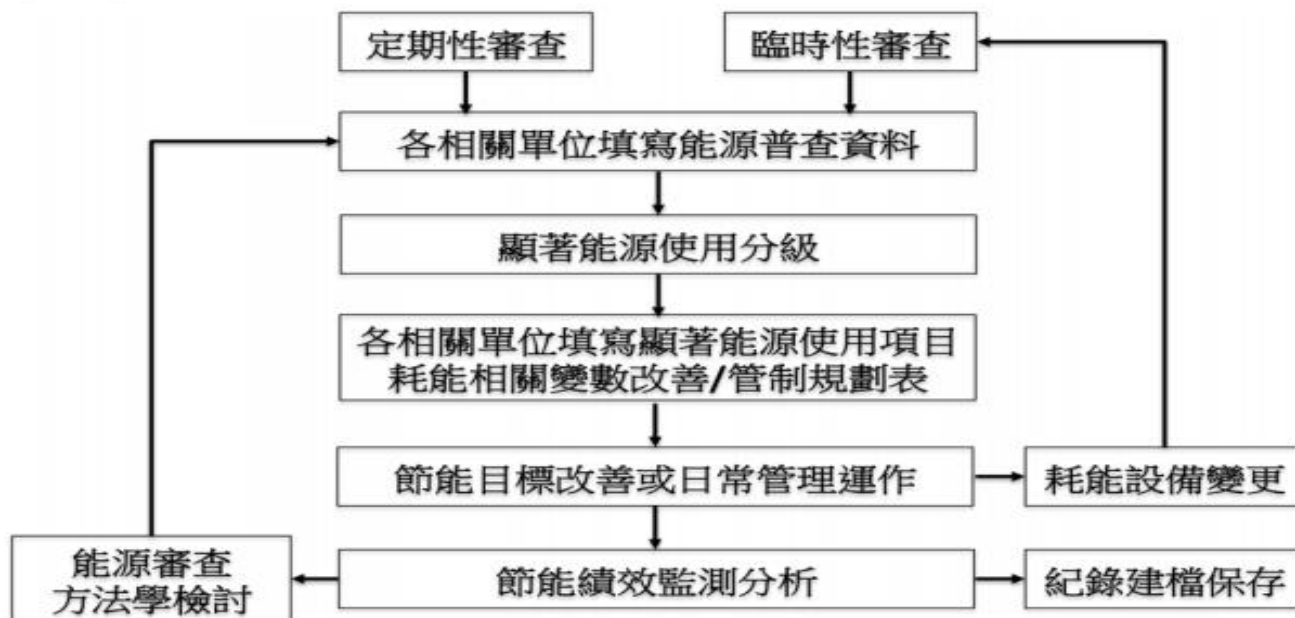 定期性審查
臨時性審查
各相關單位填寫能源普查資料
顯著能源使用分級
各相關單位填寫顯著能源使用項目
耗能相關變數改善/管制規劃表
節能目標改善或日常管理運作
耗能設備變更
能源審查
方法學檢討
節能績效監測分析
紀錄建檔保存